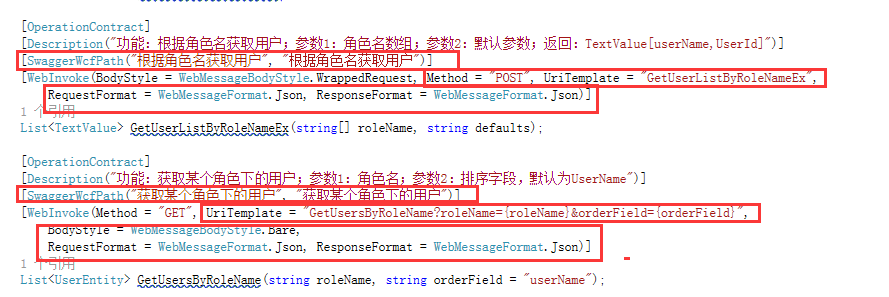 [OperationContract]
[Description("功能：根据角色名获取用户；参数1：角色名数组；参数2：默认参数；返回：TextValue[userName,UserId]")]
[SwaggerWcfPath("根据角色名获取用户", "根据角色名获取用户")]
[WebInvoke(BodyStyle = WebMessageBodyStyle.WrappedRequest, Method = "POST", UriTemplate = "GetUserListByRoleNameEx",
RequestFormat = WebMessageFormat.Json, ResponseFormat = WebMessageFormat.Json)]
1 个引用
List<TextValue> GetUserListByRoleNameEx(string[] roleName, string defaults);
[OperationContract]
[Description("功能：获取某个角色下的用户；参数1：角色名；参数2：排序字段，默认为UserName")]
[SwaggerWcfPath("获取某个角色下的用户", "获取某个角色下的用户")]
[WebInvoke(Method = "GET", UriTemplate = "GetUsersByRoleName?roleName={roleName}&orderField={orderField}",
BodyStyle = WebMessageBodyStyle.Bare,
RequestFormat = WebMessageFormat.Json, ResponseFormat = WebMessageFormat.Json)]
1 个引用
List<UserEntity> GetUsersByRoleName(string roleName, string orderField = "userName");